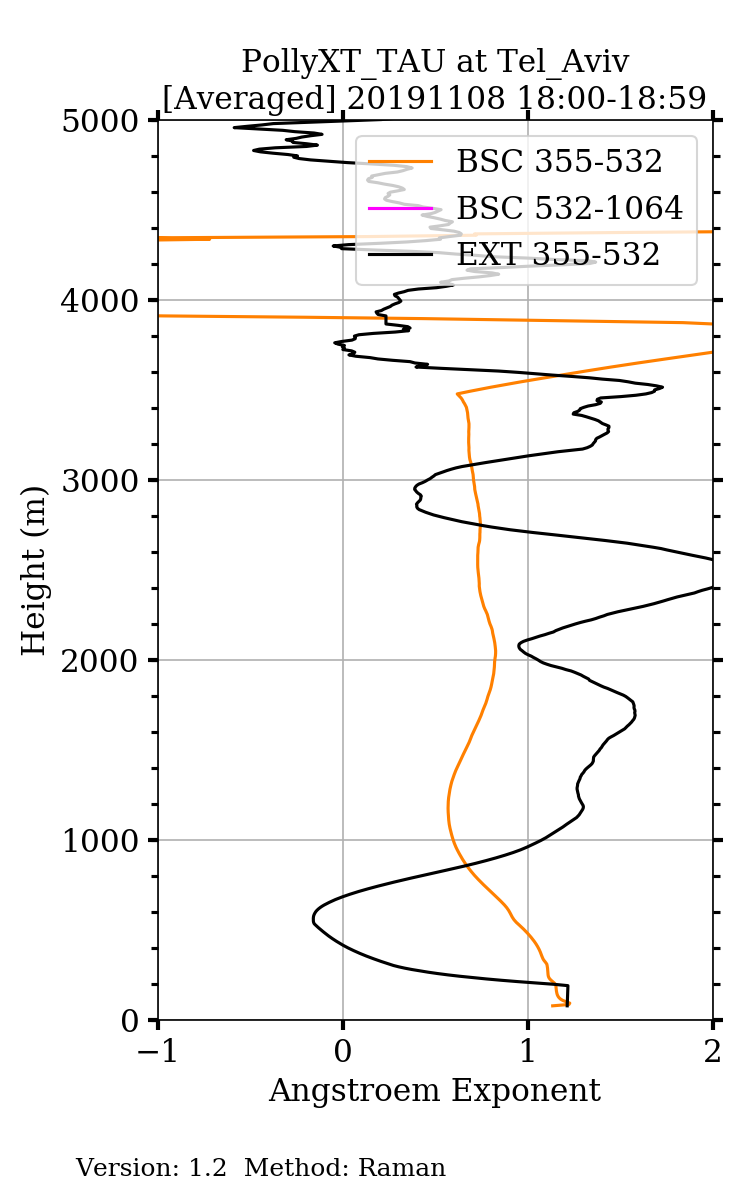 PollyXT_TAU at Tel_Aviv
[Averaged] 20191108 18:00-18:59
BSC 355-532
BSC 532-1064
EXT 355-532
5000
4000
3000
2000
1000
0
Height (m)
−1 0 1 2
Angstroem Exponent
Version: 1.2 Method: Raman